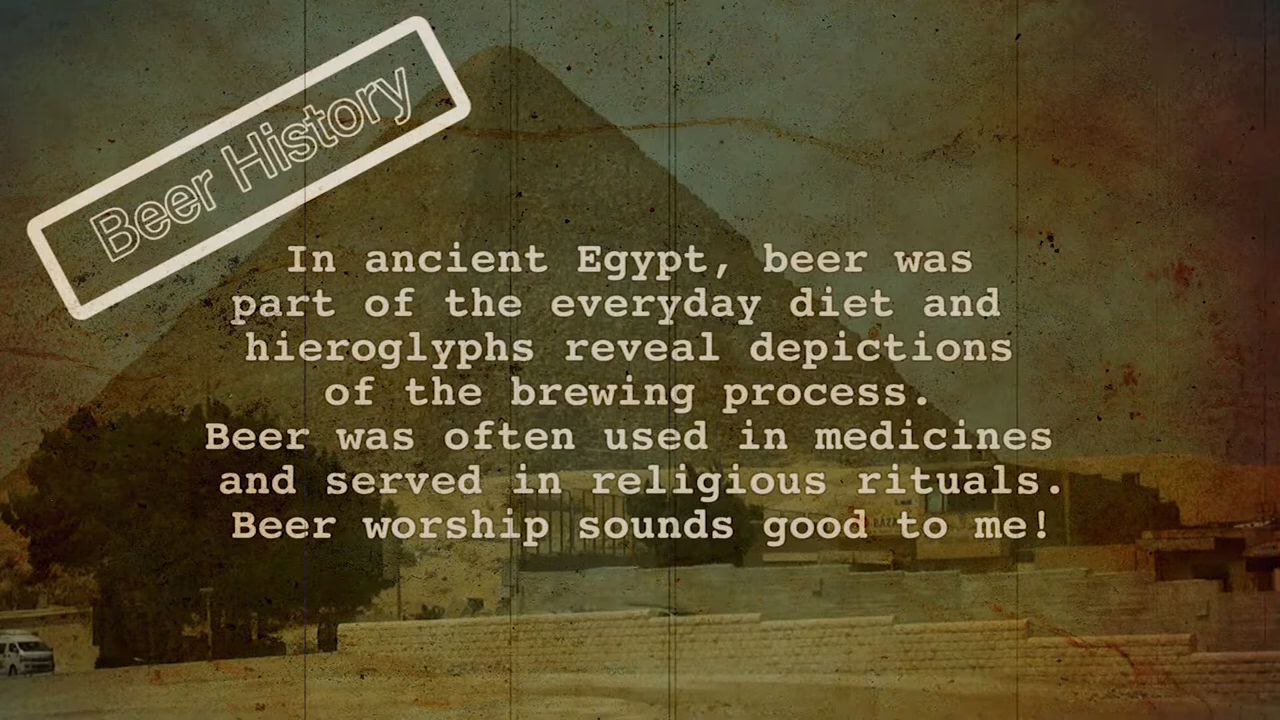 Beer History
In ancient Egypt, beer was
part of the everyday diet and
hieroglyphs reveal depictions
of the brewing process.
Beer was often used in medicines
and served in religious rituals.
Beer worship sounds good to me!